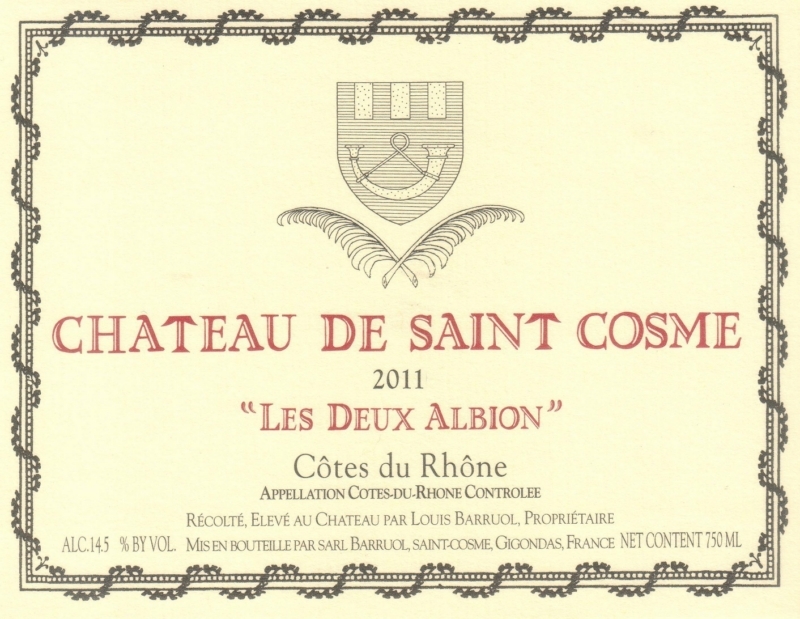 CHATEAU DE SAINT COSME
2011
“LES DEUX ALBION”
Côtes du Rhône
APPELLATION COTES-DU-RHONE CONTROLEE
RÉCOLTÉ, ELEVÉ AU CHATEAU PAR LOUIS BARRUOL, PROPRIÉTAIRE
ALC.14.5 % BY VOL. MIS EN BOUTEILLE PAR SARL BARRUOL, SAINT-COSME, GIGONDAS, FRANCE NET CONTENT 750 ML